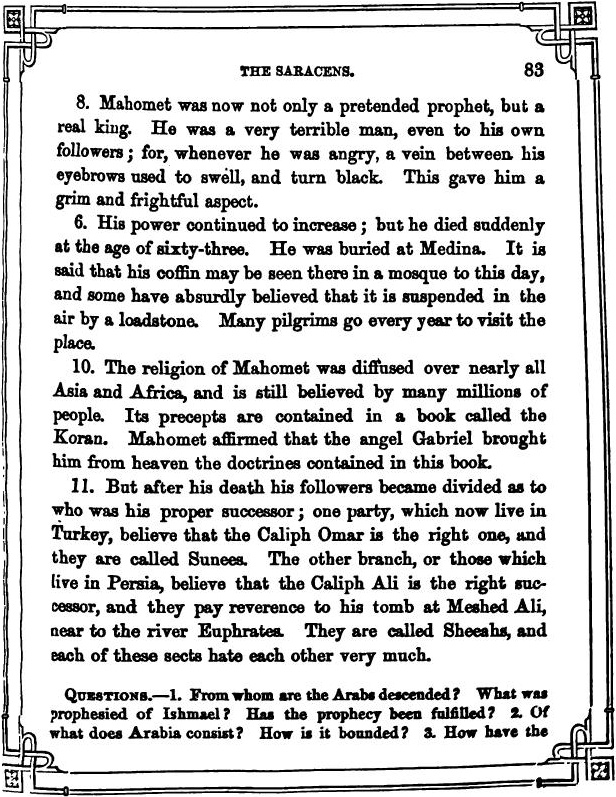 THE SARACENS. 83
8. Mahomet was now not only a pretended prophet, but a
real king. He was a very terrible man, even to his own
followers; for, whenever he was angry, a vein between his
eyebrows used to swell, and turn black. This gave him a
grim and frightful aspect.
6. His power continued to increase; but he died suddenly
at the age of sixty-three. He was buried at Medina. It is
said that his coffin may be seen there in a mosque to this day,
and some have absurdly believed that it is suspended in the
air by a loadstone. Many pilgrims go every year to visit the
place.
10. The religion of Mahomet was diffused over nearly all
Asia and Africa, and is still believed by many millions of
people. Its precepts are contained in a book called the
Koran. Mahomet affirmed that the angel Gabriel brought
him from heaven the doctrines contained in this book.
11. But after his death his followers became divided as to
who was his proper successor; one party, which now live in
Turkey, believe that the Caliph Omar is the right one, and
they are called Sunees. The other branch, or those which
live in Persia, believe that the Caliph Ali is the right suc-
cessor, and they pay reverence to his tomb at Meshed Ali,
near to the river Euphrates. They are called Sheeahs, and
each of these sects hate each other very much.
QUESTIONS.—1. From whom are the Arabs descended? What was
prophesied of Ishmael? Has the prophecy been fulfilled? 2. Of
what does Arabia consist? How is it bounded? 3. How have the